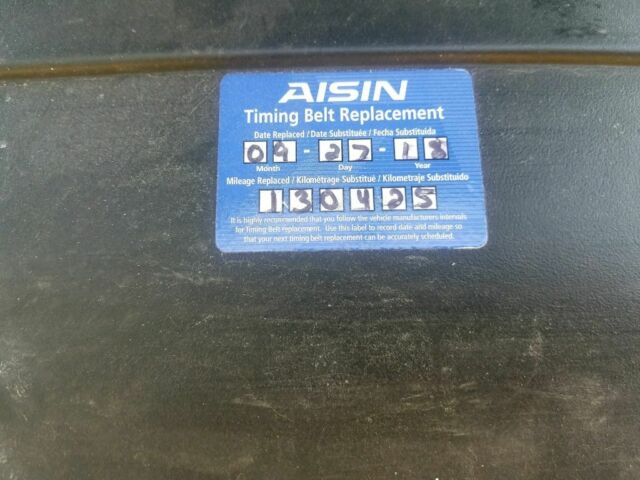 AISIN
Timing Belt Replacement
Date Replaced / Date Substituée / Fecha Substituida
09-27-18
Month Day Year
Mileage Replaced / Kilométrage Substitué / Kilometraje Substituido
130425
It is highly recommended that you follow the vehicle manufacturers intervals
for Timing Belt replacement. Use this label to record date and mileage so
that your next timing belt replacement can be accurately scheduled.